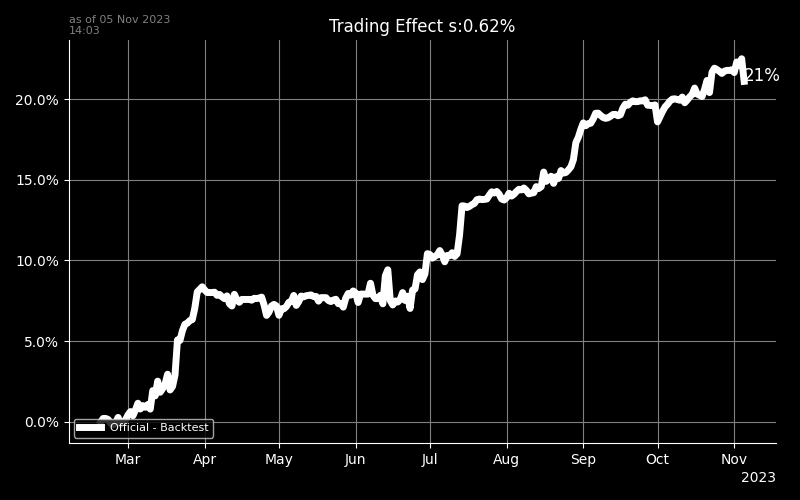 as of 05 Nov 2023
14:03
Trading Effect s:0.62%
21%
20.0%
15.0%
10.0%
5.0%
0.0%
Official - Backtest
Mar Apr May Jun Jul Aug Sep Oct Nov
2023